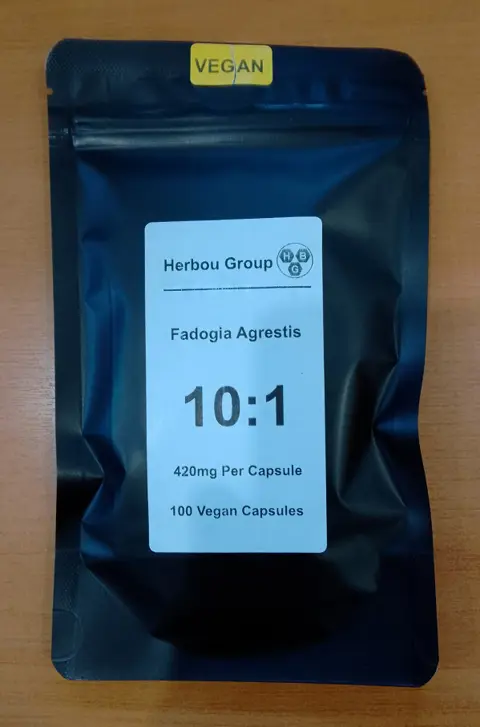 VEGAN
Herbou Group
H B
G
Fadogia Agrestis
10:1
420mg Per Capsule
100 Vegan Capsules